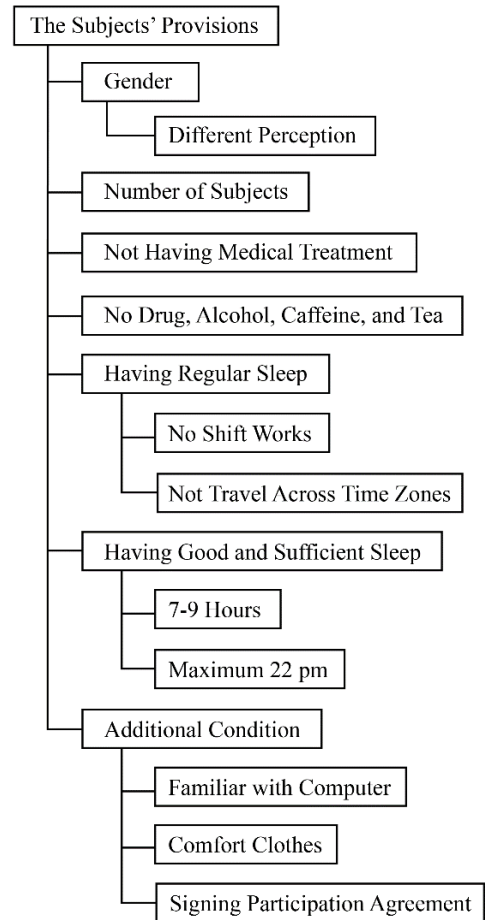 The Subjects' Provisions
Gender
Different Perception
Number of Subjects
Not Having Medical Treatment
No Drug, Alcohol, Caffeine, and Tea
Having Regular Sleep
No Shift Works
Not Travel Across Time Zones
Having Good and Sufficient Sleep
7-9 Hours
Maximum 22 pm
Additional Condition
Familiar with Computer
Comfort Clothes
Signing Participation Agreement